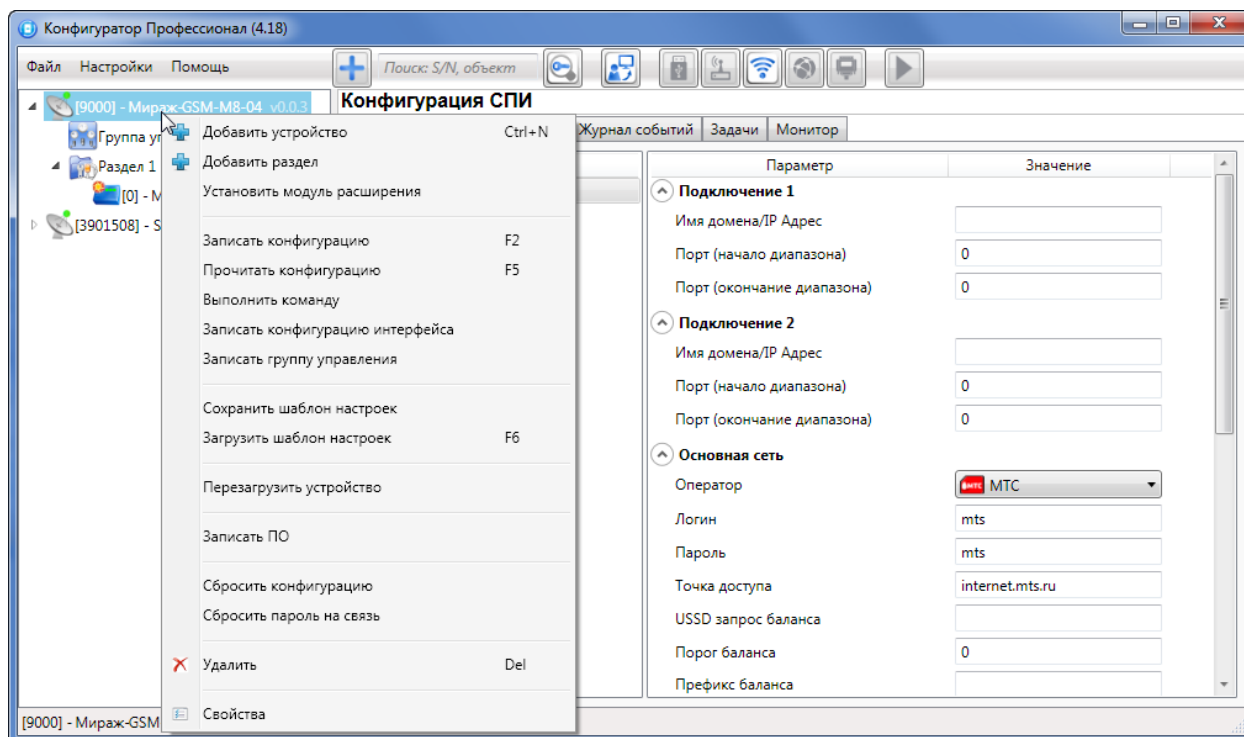 Конфигуратор Профессионал (4.18)
Файл Настройки Помощь Поиск: S/N, объект
[9000] - Мираж-GSM-M8-04 v0.0.3
Группа уп
Раздел 1
[0] - М
[3901508] - S
Конфигурация СПИ
Журнал событий Задачи Монитор
Добавить устройство Ctrl+N
Добавить раздел
Установить модуль расширения
Записать конфигурацию F2
Прочитать конфигурацию F5
Выполнить команду
Записать конфигурацию интерфейса
Записать группу управления
Сохранить шаблон настроек
Загрузить шаблон настроек F6
Перезагрузить устройство
Записать ПО
Сбросить конфигурацию
Сбросить пароль на связь
Удалить Del
Свойства
Параметр Значение
Подключение 1
Имя домена/IP Адрес
Порт (начало диапазона) 0
Порт (окончание диапазона) 0
Подключение 2
Имя домена/IP Адрес
Порт (начало диапазона) 0
Порт (окончание диапазона) 0
Основная сеть
Оператор МТС
Логин mts
Пароль mts
Точка доступа internet.mts.ru
USSD запрос баланса
Порог баланса 0
Префикс баланса
[9000] - Мираж-GSM